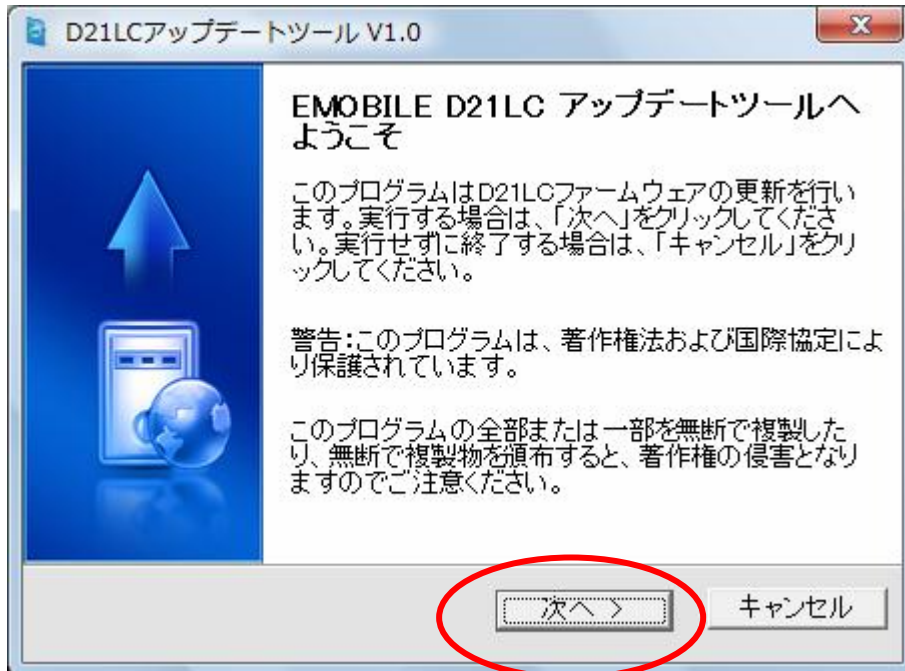 D21LCアップデートツール V1.0
EMOBILE D21LC アップデートツールへ
ようこそ
このプログラムはD21LCファームウェアの更新を行い
ます。実行する場合は、「次へ」をクリックしてくださ
い。実行せずに終了する場合は、「キャンセル」をクリ
ックしてください。
警告:このプログラムは、著作権法および国際協定によ
り保護されています。
このプログラムの全部または一部を無断で複製した
り、無断で複製物を頒布すると、著作権の侵害となり
ますのでご注意ください。
次へ >
キャンセル